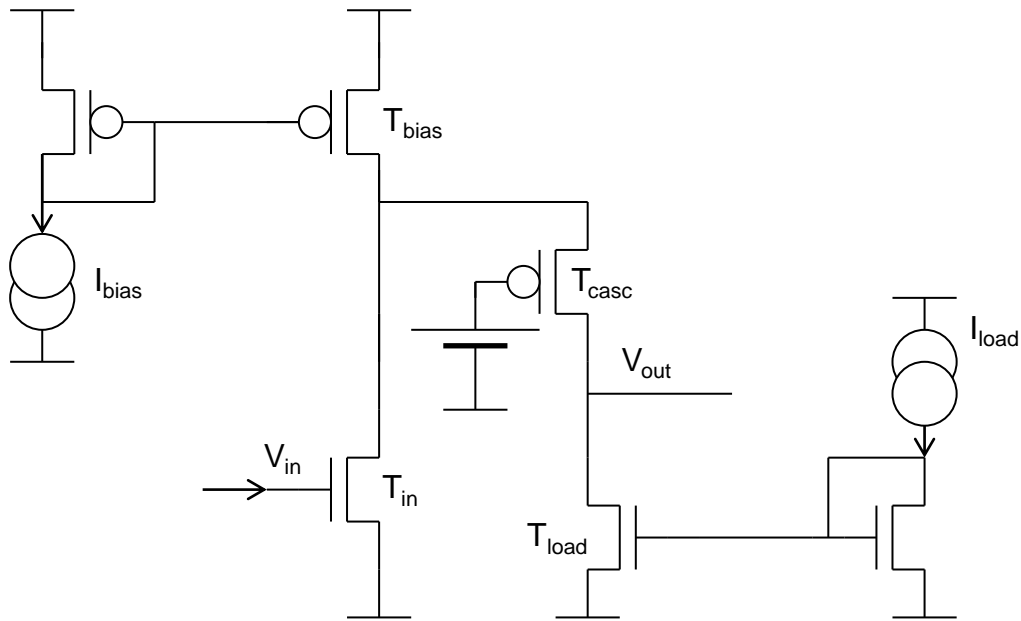 T_bias
I_bias
T_casc
I_load
V_out
V_in
T_in
T_load